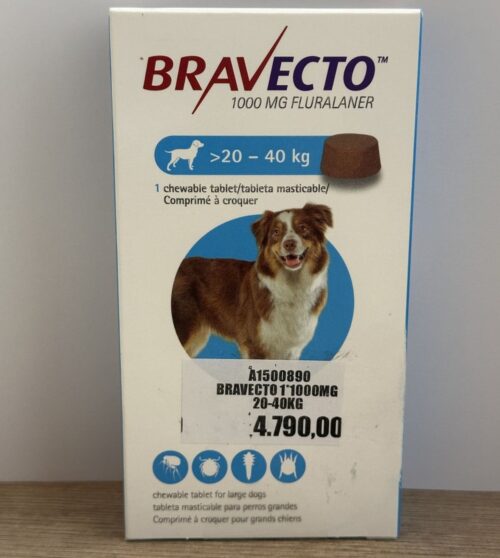 BRAVECTO™
1000 MG FLURALANER
>20 – 40 kg
1 chewable tablet/tableta masticable/
Comprimé à croquer
A1500890
BRAVECTO 1*1000MG
20-40KG
4.790,00
chewable tablet for large dogs
tableta masticable para perros grandes
Comprimé à croquer pour grands chiens